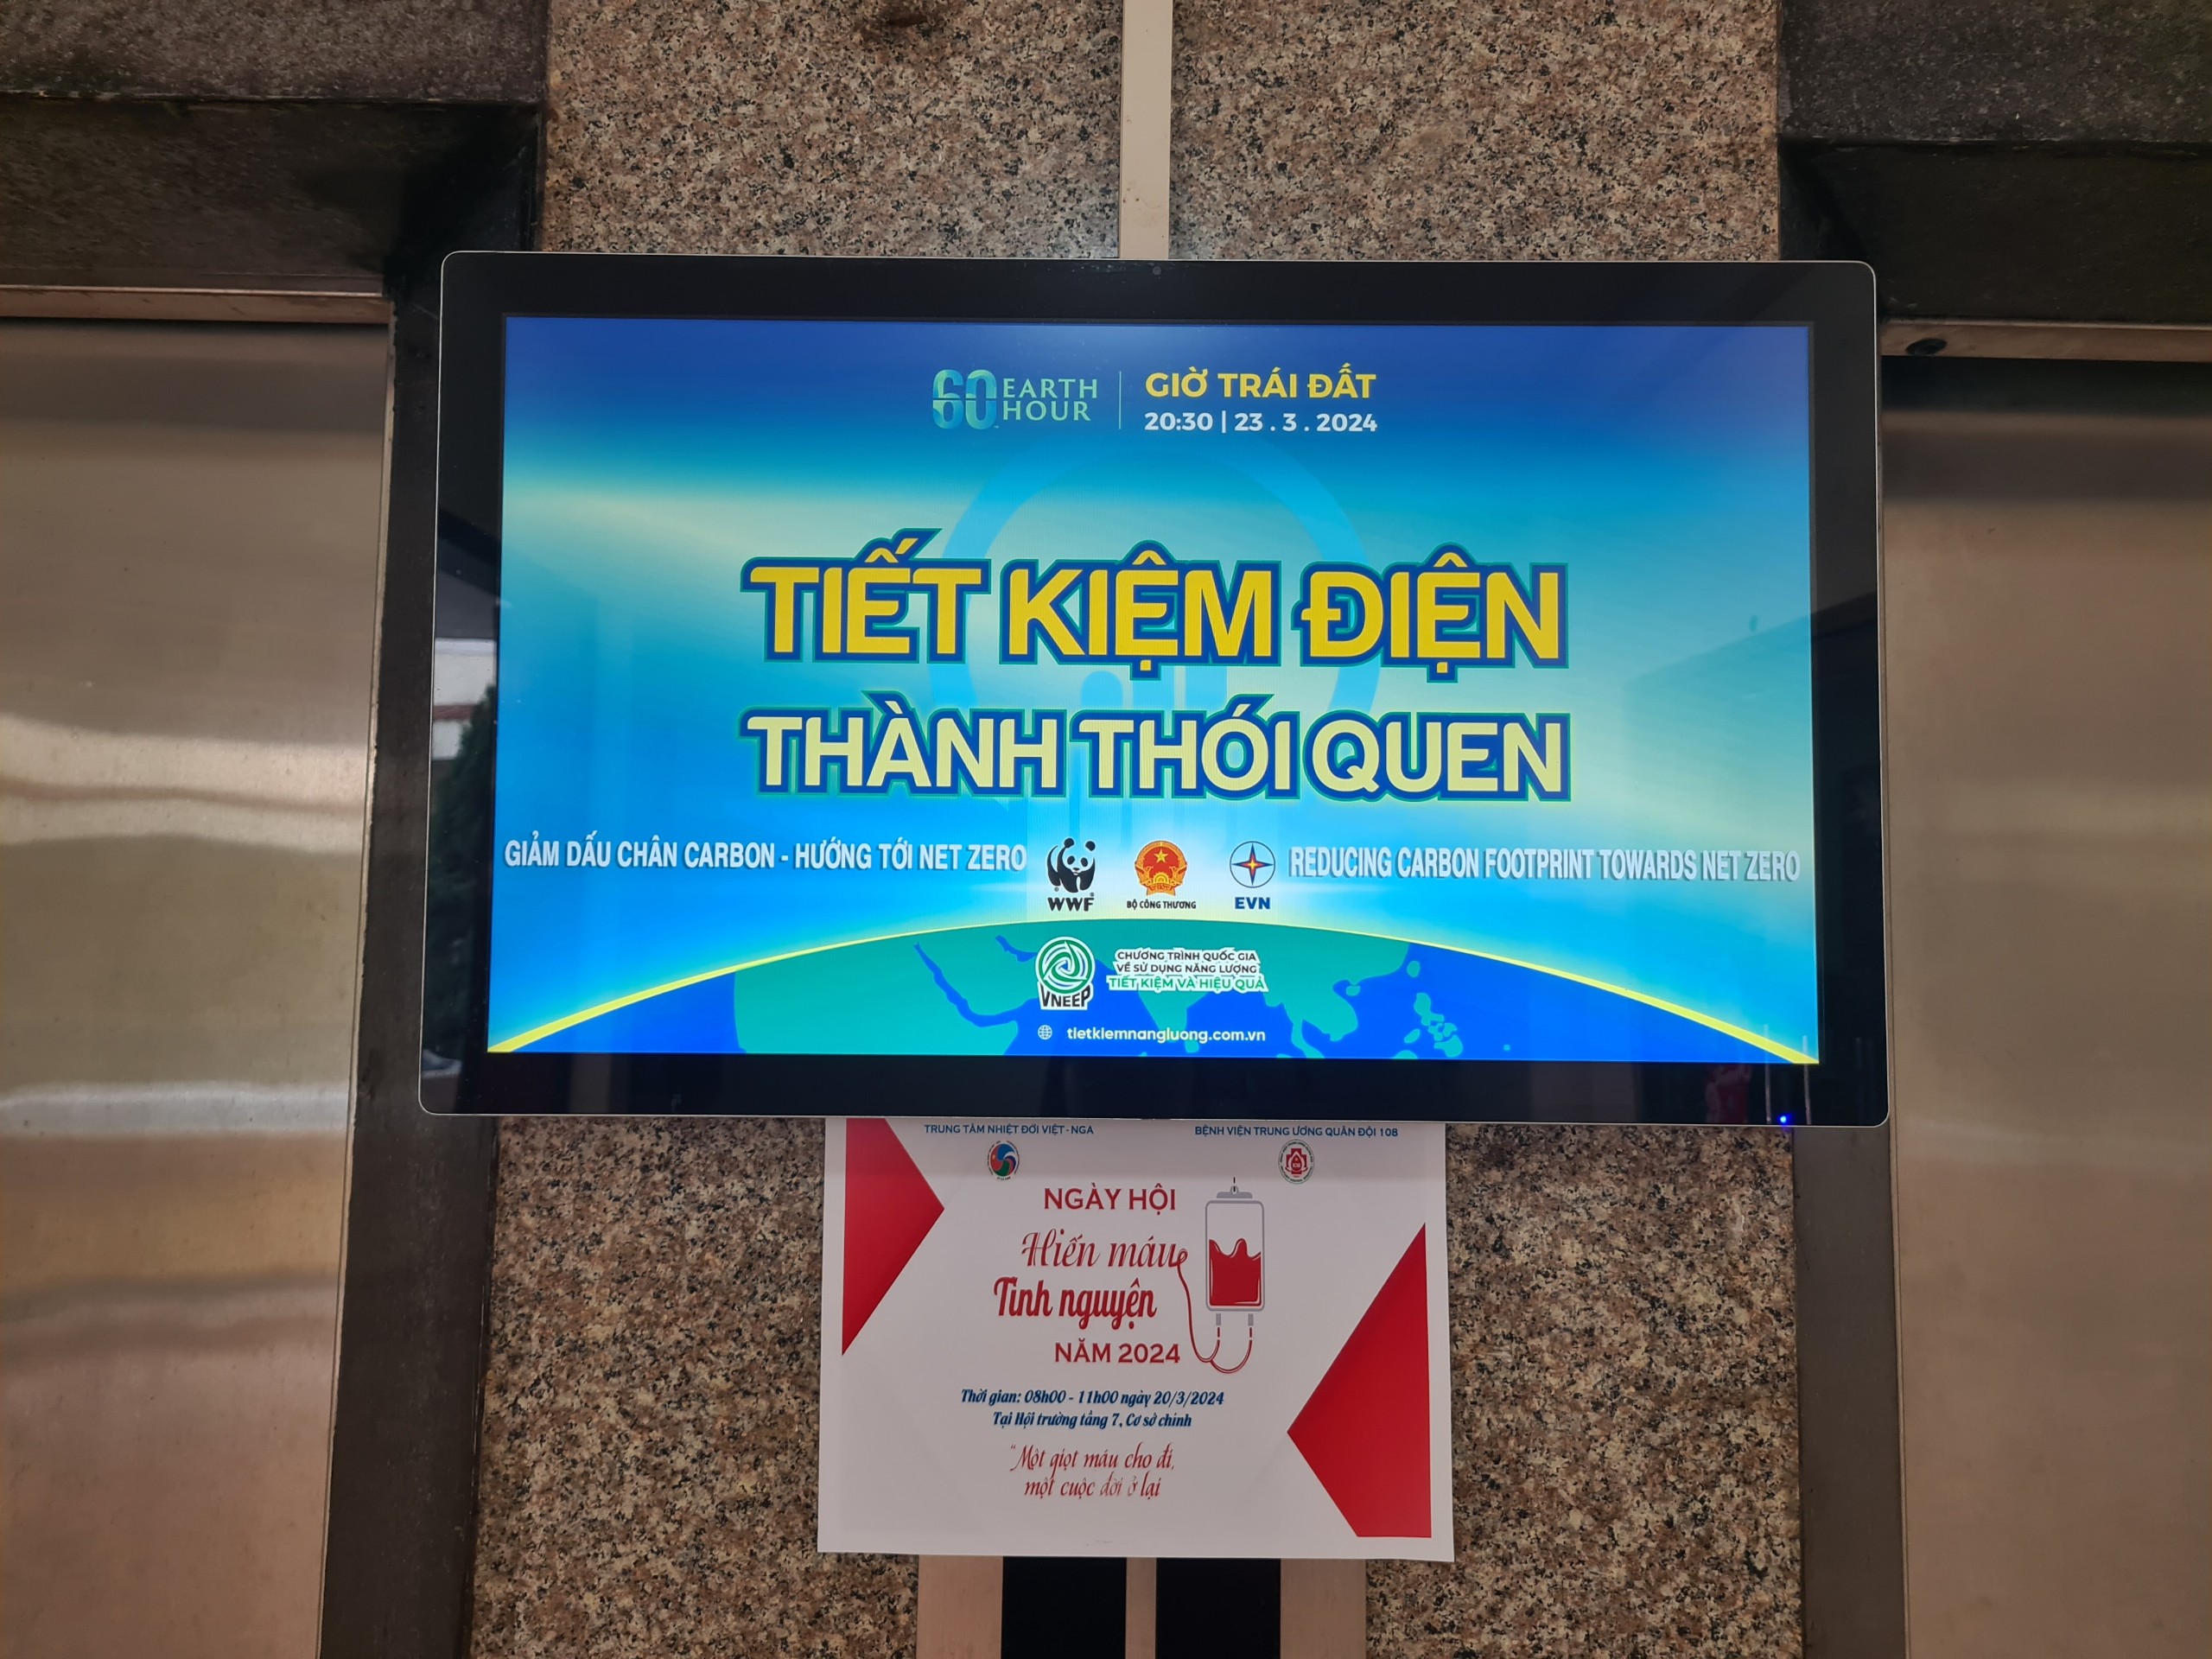 60 EARTH HOUR
GIỜ TRÁI ĐẤT
20:30 | 23 . 3 . 2024
TIẾT KIỆM ĐIỆN
THÀNH THÓI QUEN
GIẢM DẤU CHÂN CARBON - HƯỚNG TỚI NET ZERO
WWF
BỘ CÔNG THƯƠNG
EVN
REDUCING CARBON FOOTPRINT TOWARDS NET ZERO
VNEEP
CHƯƠNG TRÌNH QUỐC GIA
VỀ SỬ DỤNG NĂNG LƯỢNG
TIẾT KIỆM VÀ HIỆU QUẢ
tietkiemnangluong.com.vn
TRUNG TÂM NHIỆT ĐỚI VIỆT - NGA
BỆNH VIỆN TRUNG ƯƠNG QUÂN ĐỘI 108
NGÀY HỘI
Hiến máu
Tình nguyện
NĂM 2024
Thời gian: 08h00 - 11h00 ngày 20/3/2024
Tại Hội trường tầng 7, Cơ sở chính
"Một giọt máu cho đi,
một cuộc đời ở lại